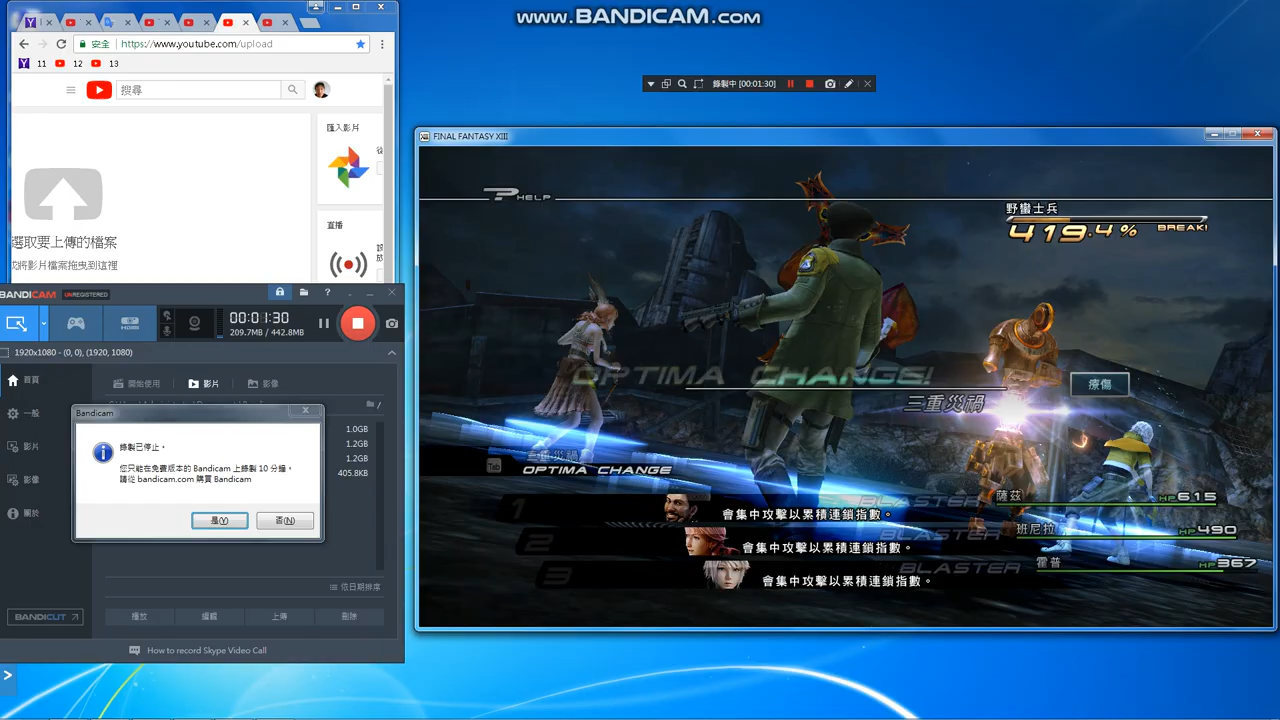 www.BANDICAM.com
安全 https://www.youtube.com/upload
11 12 13
搜尋
匯入影片
直播
選取要上傳的檔案
或將影片檔案拖曳到這裡
BANDICAM UNREGISTERED
00:01:30
209.7MB / 442.8MB
1920x1080 - (0, 0), (1920, 1080)
首頁
一般
影片
影像
關於
開始使用 影片 影像
1.0GB
1.2GB
1.2GB
405.8KB
Bandicam
錄製已停止。
您只能在免費版本的 Bandicam 上錄製 10 分鐘。
請從 bandicam.com 購買 Bandicam
是(Y) 否(N)
依日期排序
播放 編輯 上傳 刪除
BANDICUT
How to record Skype Video Call
錄製中 [00:01:30]
FINAL FANTASY XIII
HELP
野蠻士兵
419.4% BREAK!
OPTIMA CHANGE!
三重災禍
療傷
三重災禍
Tab OPTIMA CHANGE
1 會集中攻擊以累積連鎖指數。 BLASTER
2 會集中攻擊以累積連鎖指數。 BLASTER
3 會集中攻擊以累積連鎖指數。 BLASTER
薩茲 HP 615
班尼拉 HP 490
霍普 HP 367